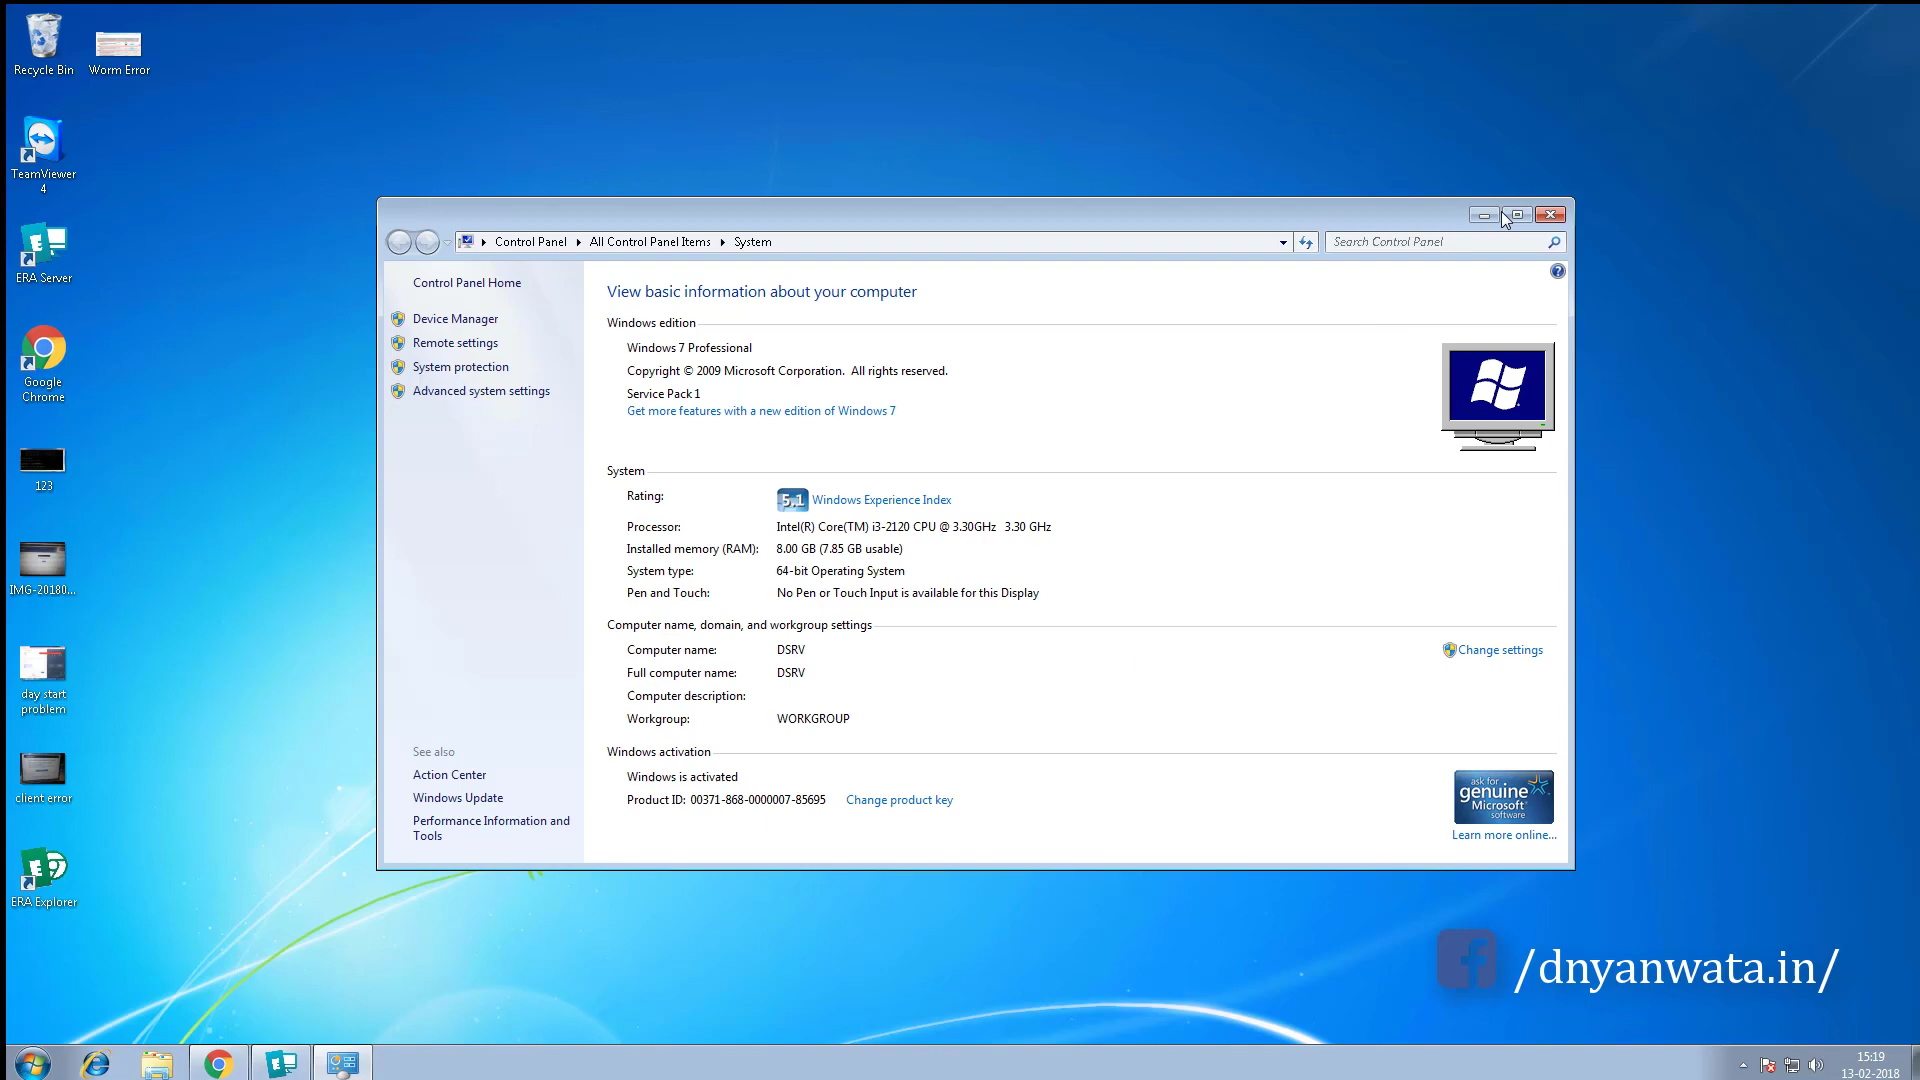 Recycle Bin
Worm Error
TeamViewer
4
ERA Server
Google
Chrome
123
IMG-20180...
day start
problem
client error
ERA Explorer
Control Panel
All Control Panel Items
System
Search Control Panel
Control Panel Home
Device Manager
Remote settings
System protection
Advanced system settings
See also
Action Center
Windows Update
Performance Information and
Tools
View basic information about your computer
Windows edition
Windows 7 Professional
Copyright © 2009 Microsoft Corporation. All rights reserved.
Service Pack 1
Get more features with a new edition of Windows 7
System
Rating:
5.1 Windows Experience Index
Processor: Intel(R) Core(TM) i3-2120 CPU @ 3.30GHz 3.30 GHz
Installed memory (RAM): 8.00 GB (7.85 GB usable)
System type: 64-bit Operating System
Pen and Touch: No Pen or Touch Input is available for this Display
Computer name, domain, and workgroup settings
Computer name: DSRV
Change settings
Full computer name: DSRV
Computer description:
Workgroup: WORKGROUP
Windows activation
Windows is activated
Product ID: 00371-868-0000007-85695 Change product key
ask for
genuine
Microsoft
software
Learn more online...
/dnyanwata.in/
15:19
13-02-2018